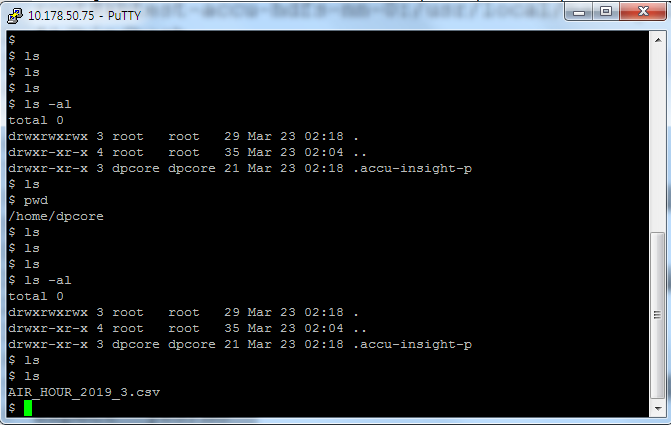 10.178.50.75 - PuTTY
$
$ ls
$ ls
$ ls
$ ls -al
total 0
drwxrwxrwx 3 root   root   29 Mar 23 02:18 .
drwxr-xr-x 4 root   root   35 Mar 23 02:04 ..
drwxr-xr-x 3 dpcore dpcore 21 Mar 23 02:18 .accu-insight-p
$ ls
$ pwd
/home/dpcore
$ ls
$ ls
$ ls
$ ls -al
total 0
drwxrwxrwx 3 root   root   29 Mar 23 02:18 .
drwxr-xr-x 4 root   root   35 Mar 23 02:04 ..
drwxr-xr-x 3 dpcore dpcore 21 Mar 23 02:18 .accu-insight-p
$ ls
$ ls
AIR_HOUR_2019_3.csv
$